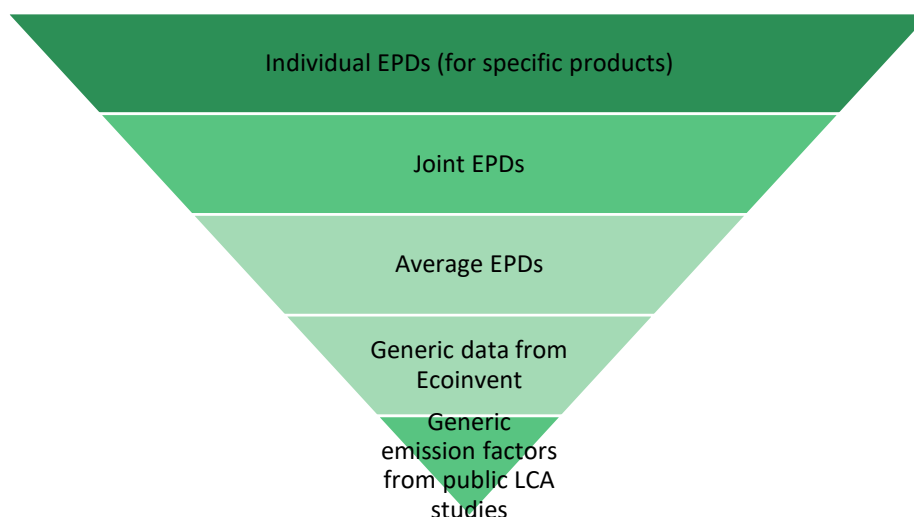 Individual EPDs (for specific products)
Joint EPDs
Average EPDs
Generic data from
Ecoinvent
Generic
emission factors
from public LCA
studies